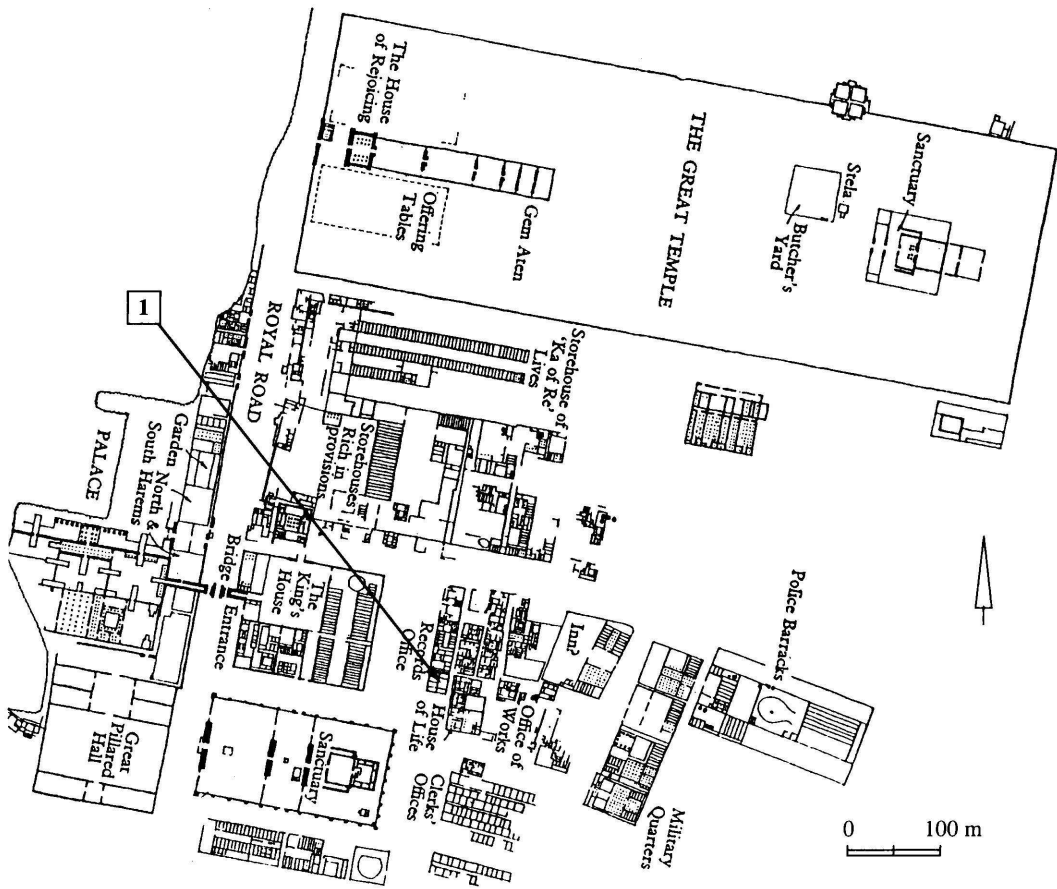 The House
of Rejoicing
THE GREAT TEMPLE
Sanctuary
Stela
Butcher's
Yard
Offering
Tables
Gem Aten
1
ROYAL ROAD
Storehouse of
'Ka of Re'
Lives
Storehouses
Rich in
provisions
Garden
North &
South Harems
PALACE
Bridge
Entrance
The
King's
House
Records
Office
House
of Life
Inn?
Office of
Works
Police Barracks
Great
Pillared
Hall
Sanctuary
Clerks'
Offices
Military
Quarters
0 100 m